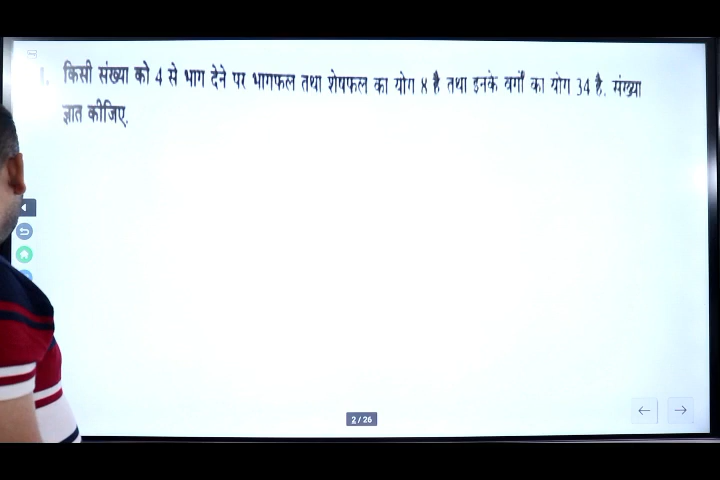 1. किसी संख्या को 4 से भाग देने पर भागफल तथा शेषफल का योग 8 है तथा इनके वर्गों का योग 34 है. संख्या
ज्ञात कीजिए.
2 / 26